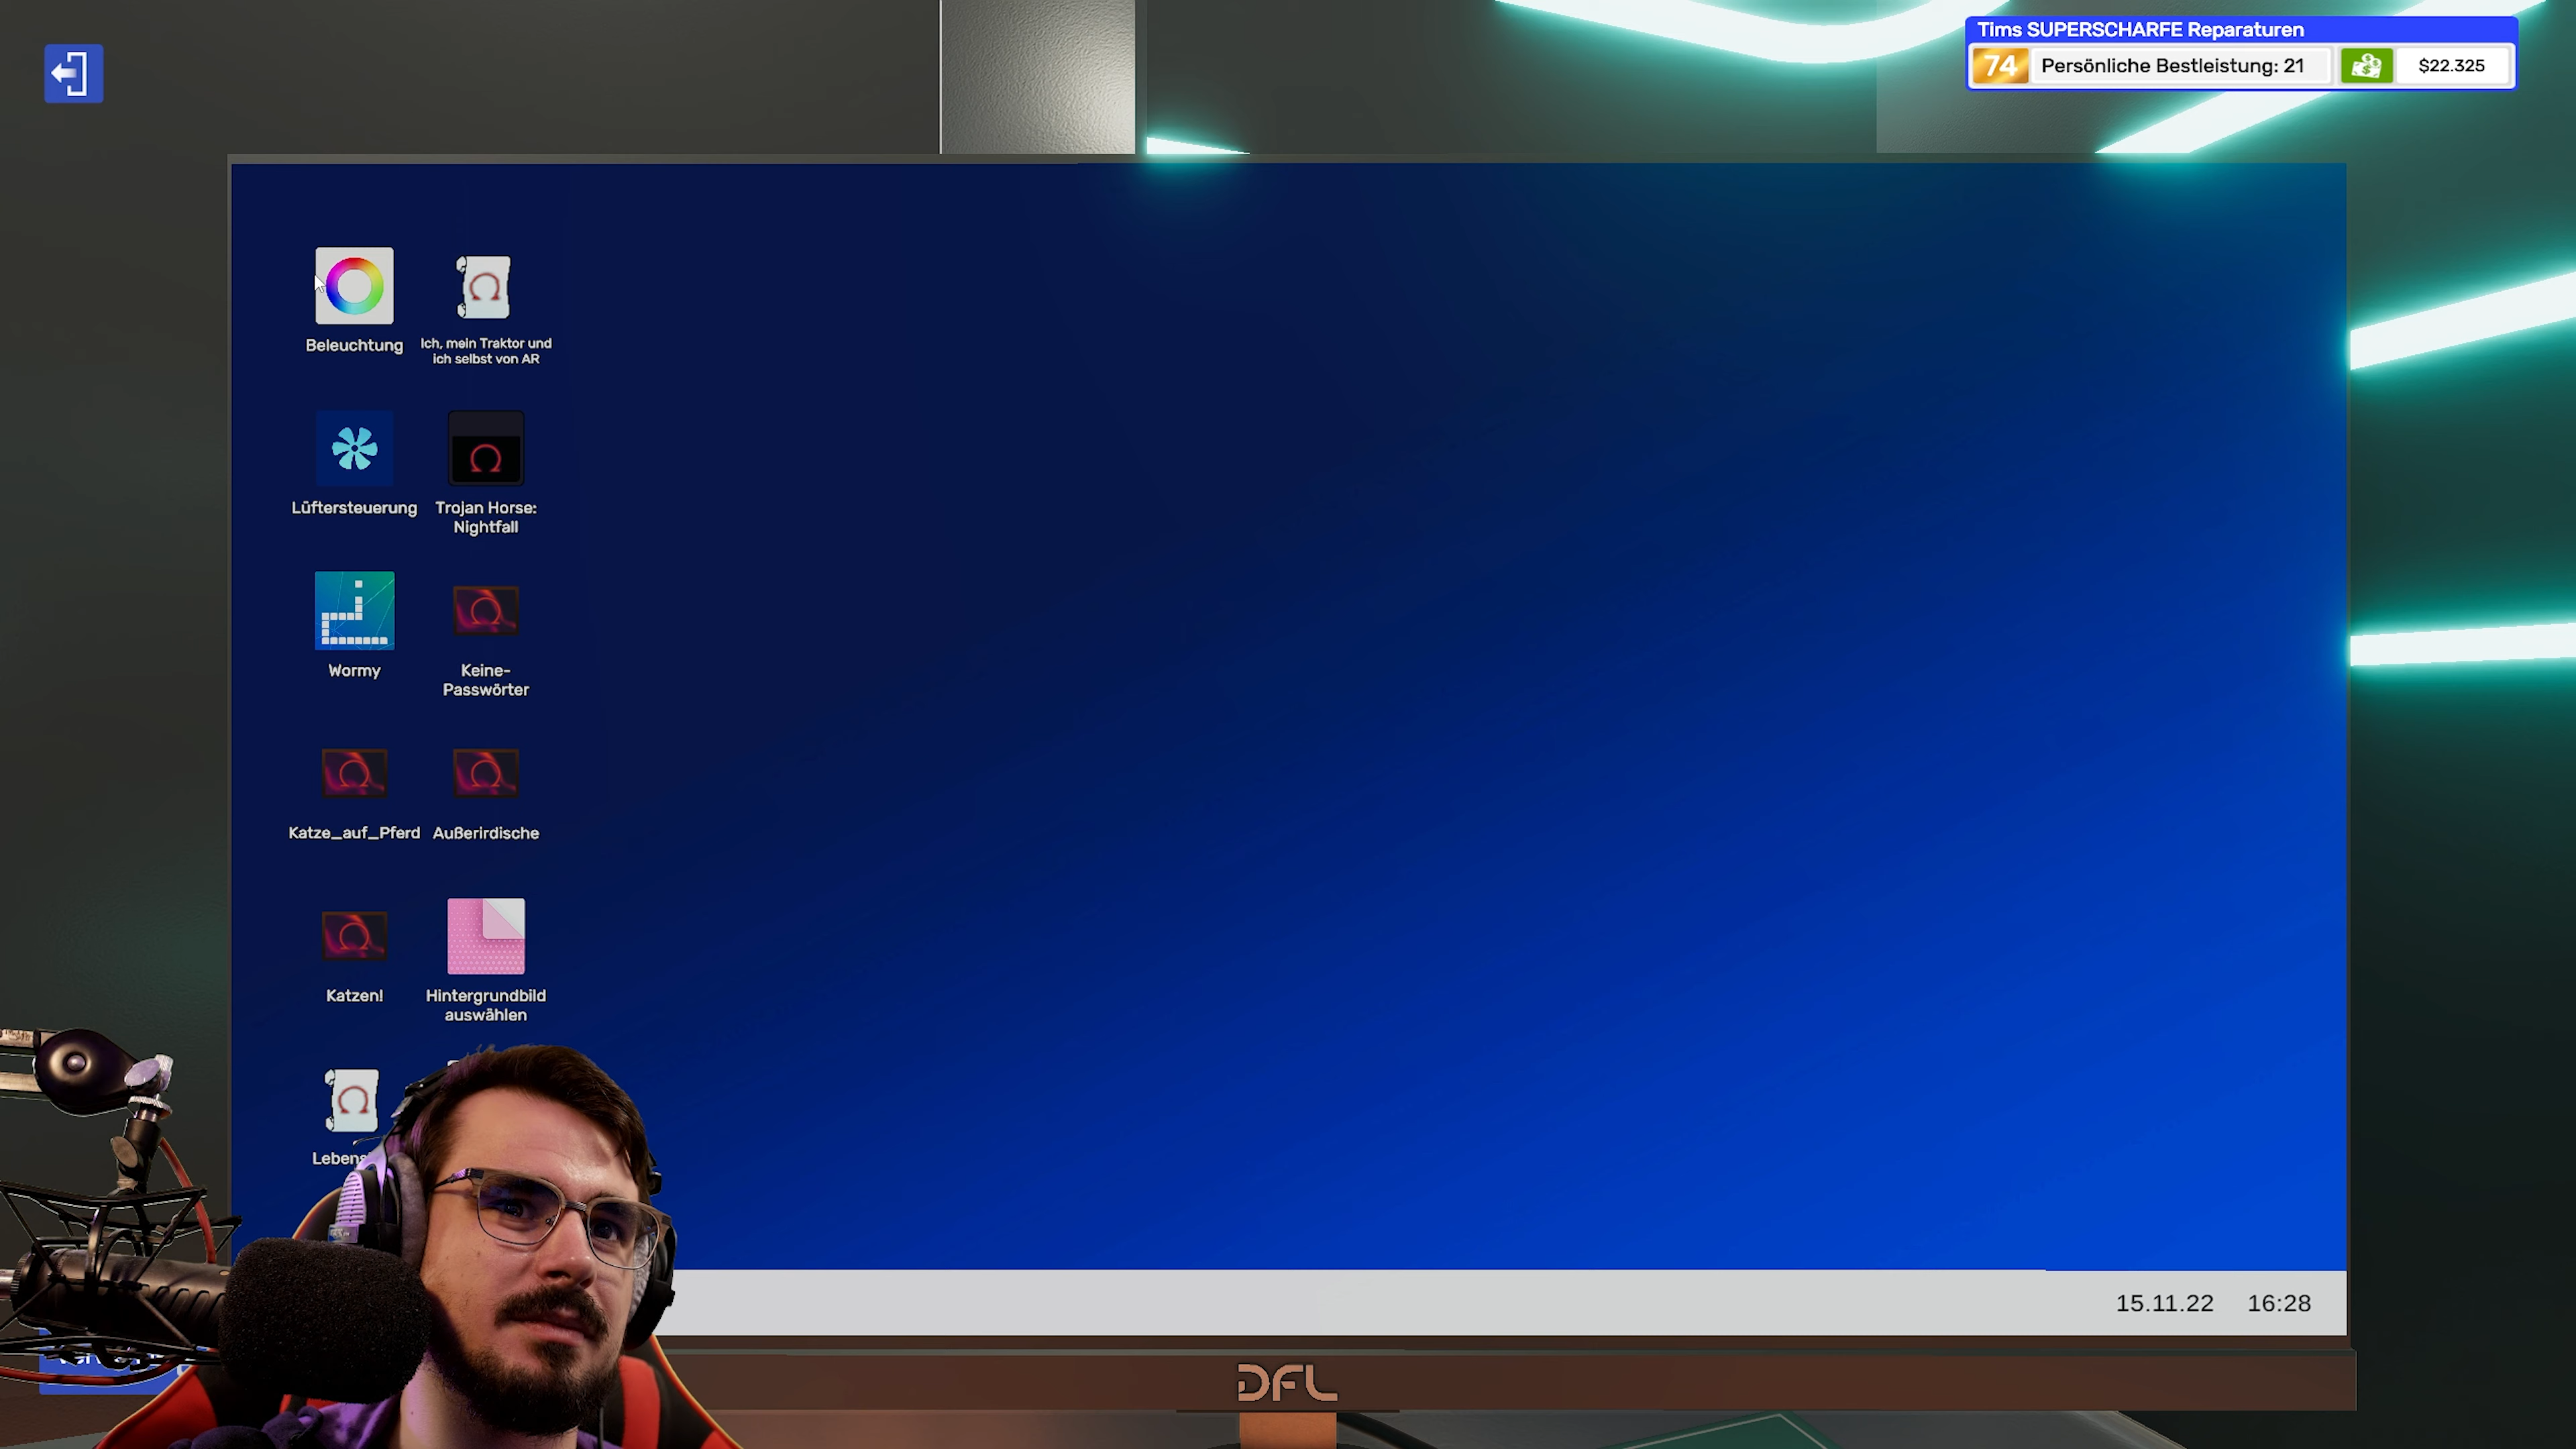 Tims SUPERSCHARFE Reparaturen
74 Persönliche Bestleistung: 21 $22.325
Beleuchtung
Ich, mein Traktor und
ich selbst von AR
Lüftersteuerung
Trojan Horse:
Nightfall
Wormy
Keine-
Passwörter
Katze_auf_Pferd
Außerirdische
Katzen!
Hintergrundbild
auswählen
15.11.22 16:28
DFL